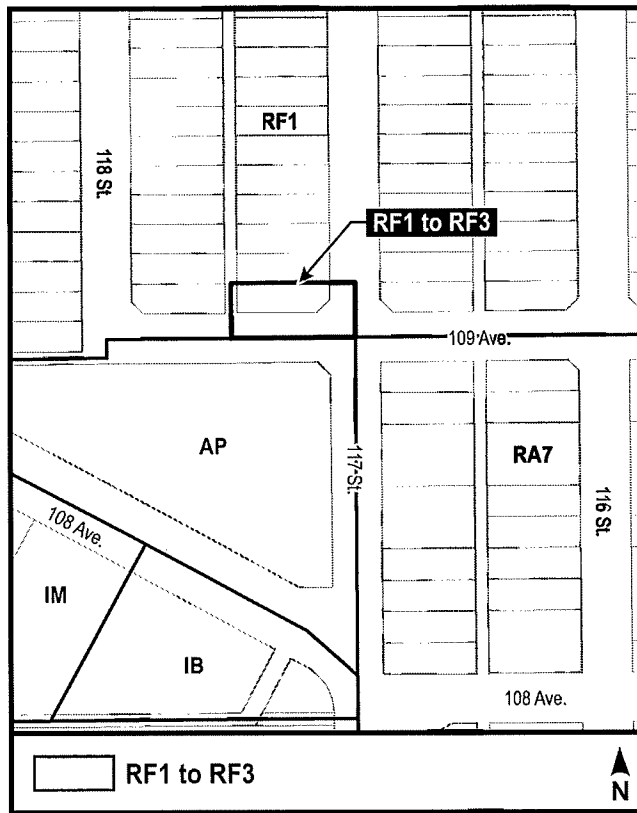 RF1
118 St.
RF1 to RF3
109 Ave.
AP
117 St.
RA7
116 St.
108 Ave.
IM
IB
108 Ave.
RF1 to RF3
N